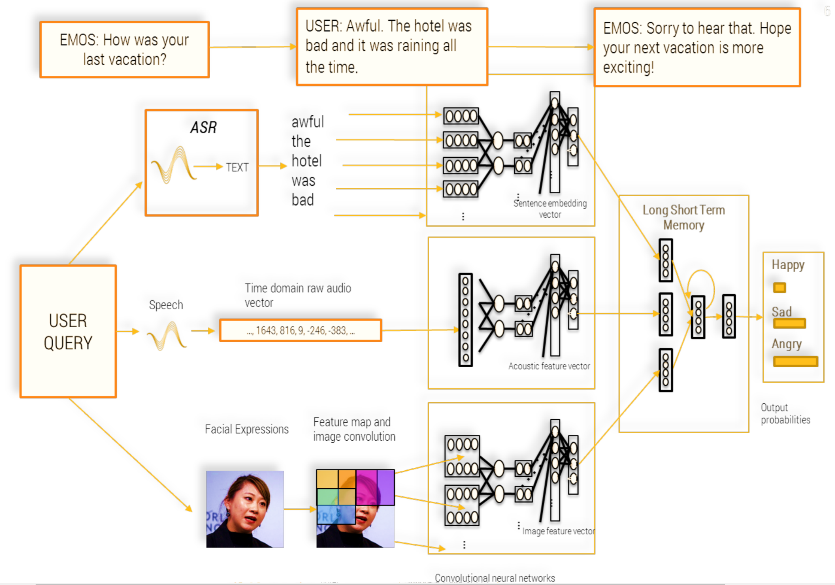 EMOS: How was your
last vacation?
USER: Awful. The hotel was
bad and it was raining all
the time.
EMOS: Sorry to hear that. Hope
your next vacation is more
exciting!
ASR
TEXT
awful
the
hotel
was
bad
Sentence embedding
vector
Long Short Term
Memory
Happy
Sad
Angry
Output
probabilities
USER
QUERY
Speech
Time domain raw audio
vector
..., 1643, 816, 9, -246, -383, ...
Acoustic feature vector
Facial Expressions
Feature map and
image convolution
Image feature vector
Convolutional neural networks